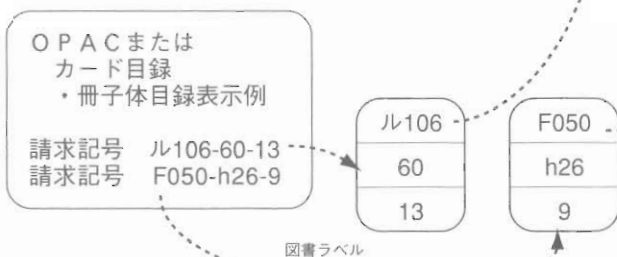 OPACまたは
カード目録
・冊子体目録表示例
請求記号 ル106-60-13
請求記号 F050-h26-9
ル106
60
13
F050
h26
9
図書ラベル